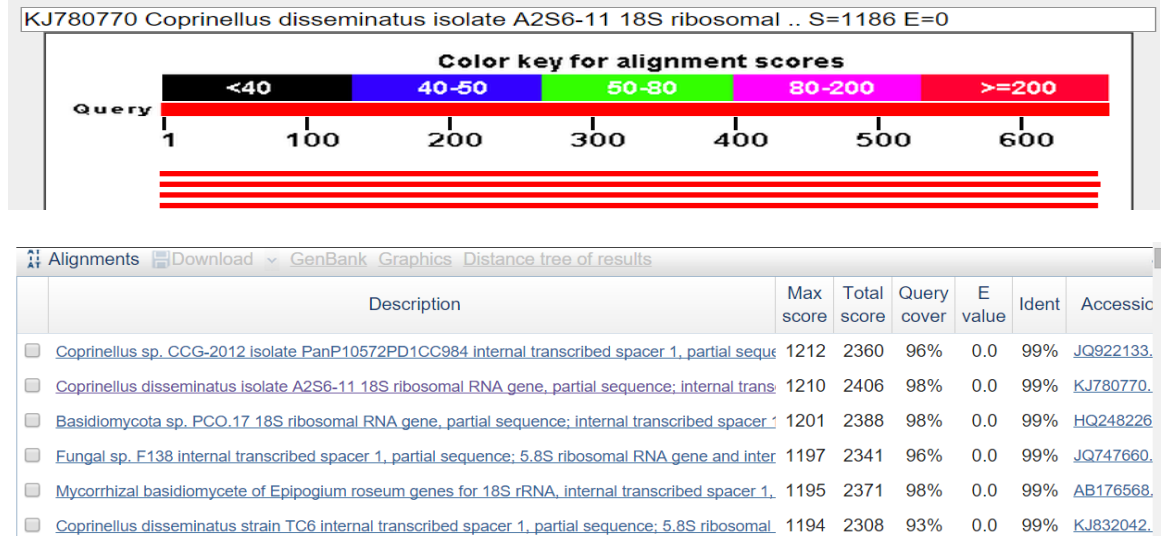 KJ780770 Coprinellus disseminatus isolate A2S6-11 18S ribosomal .. S=1186 E=0
Color key for alignment scores
<40 40-50 50-80 80-200 >=200
Query
1 100 200 300 400 500 600
Alignments Download GenBank Graphics Distance tree of results
Description Max score Total score Query cover E value Ident Accessic
Coprinellus sp. CCG-2012 isolate PanP10572PD1CC984 internal transcribed spacer 1, partial seque 1212 2360 96% 0.0 99% JQ922133.
Coprinellus disseminatus isolate A2S6-11 18S ribosomal RNA gene, partial sequence; internal trans 1210 2406 98% 0.0 99% KJ780770.
Basidiomycota sp. PCO.17 18S ribosomal RNA gene, partial sequence; internal transcribed spacer 1 1201 2388 98% 0.0 99% HQ248226
Fungal sp. F138 internal transcribed spacer 1, partial sequence; 5.8S ribosomal RNA gene and inter 1197 2341 96% 0.0 99% JQ747660.
Mycorrhizal basidiomycete of Epipogium roseum genes for 18S rRNA, internal transcribed spacer 1, 1195 2371 98% 0.0 99% AB176568.
Coprinellus disseminatus strain TC6 internal transcribed spacer 1, partial sequence; 5.8S ribosomal 1194 2308 93% 0.0 99% KJ832042.